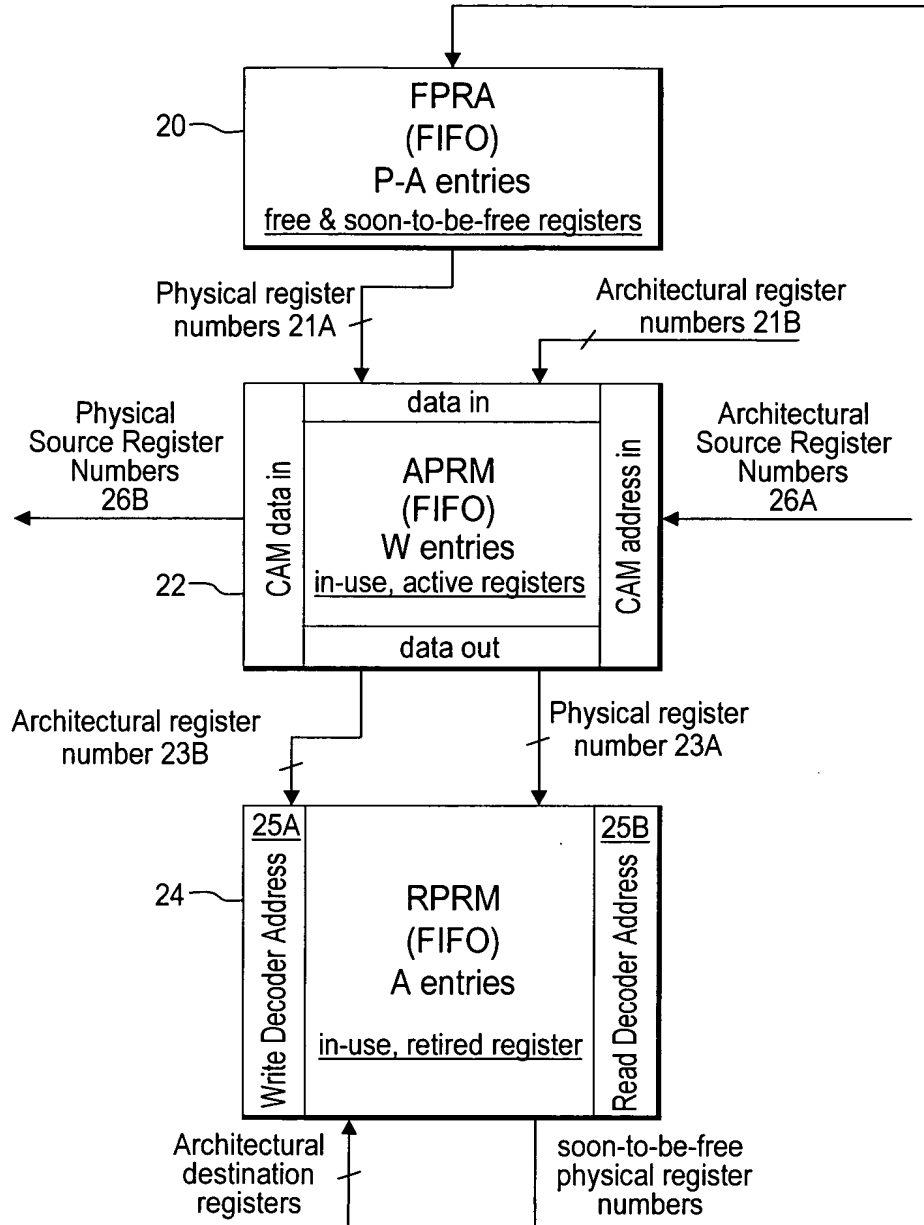 FPRA
(FIFO)
P-A entries
free & soon-to-be-free registers
20
Physical register
numbers 21A
Architectural register
numbers 21B
Physical
Source Register
Numbers
26B
CAM data in
data in
APRM
(FIFO)
W entries
in-use, active registers
data out
CAM address in
Architectural
Source Register
Numbers
26A
22
Architectural register
number 23B
Physical register
number 23A
25A
Write Decoder Address
RPRM
(FIFO)
A entries
in-use, retired register
25B
Read Decoder Address
24
Architectural
destination
registers
soon-to-be-free
physical register
numbers